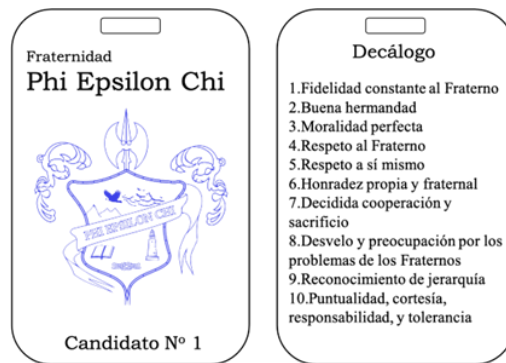 Fraternidad
Phi Epsilon Chi
PHI EPSILON CHI
Candidato Nº 1
Decálogo
1.Fidelidad constante al Fraterno
2.Buena hermandad
3.Moralidad perfecta
4.Respeto al Fraterno
5.Respeto a sí mismo
6.Honradez propia y fraternal
7.Decidida cooperación y
sacrificio
8.Desvelo y preocupación por los
problemas de los Fraternos
9.Reconocimiento de jerarquía
10.Puntualidad, cortesía,
responsabilidad, y tolerancia